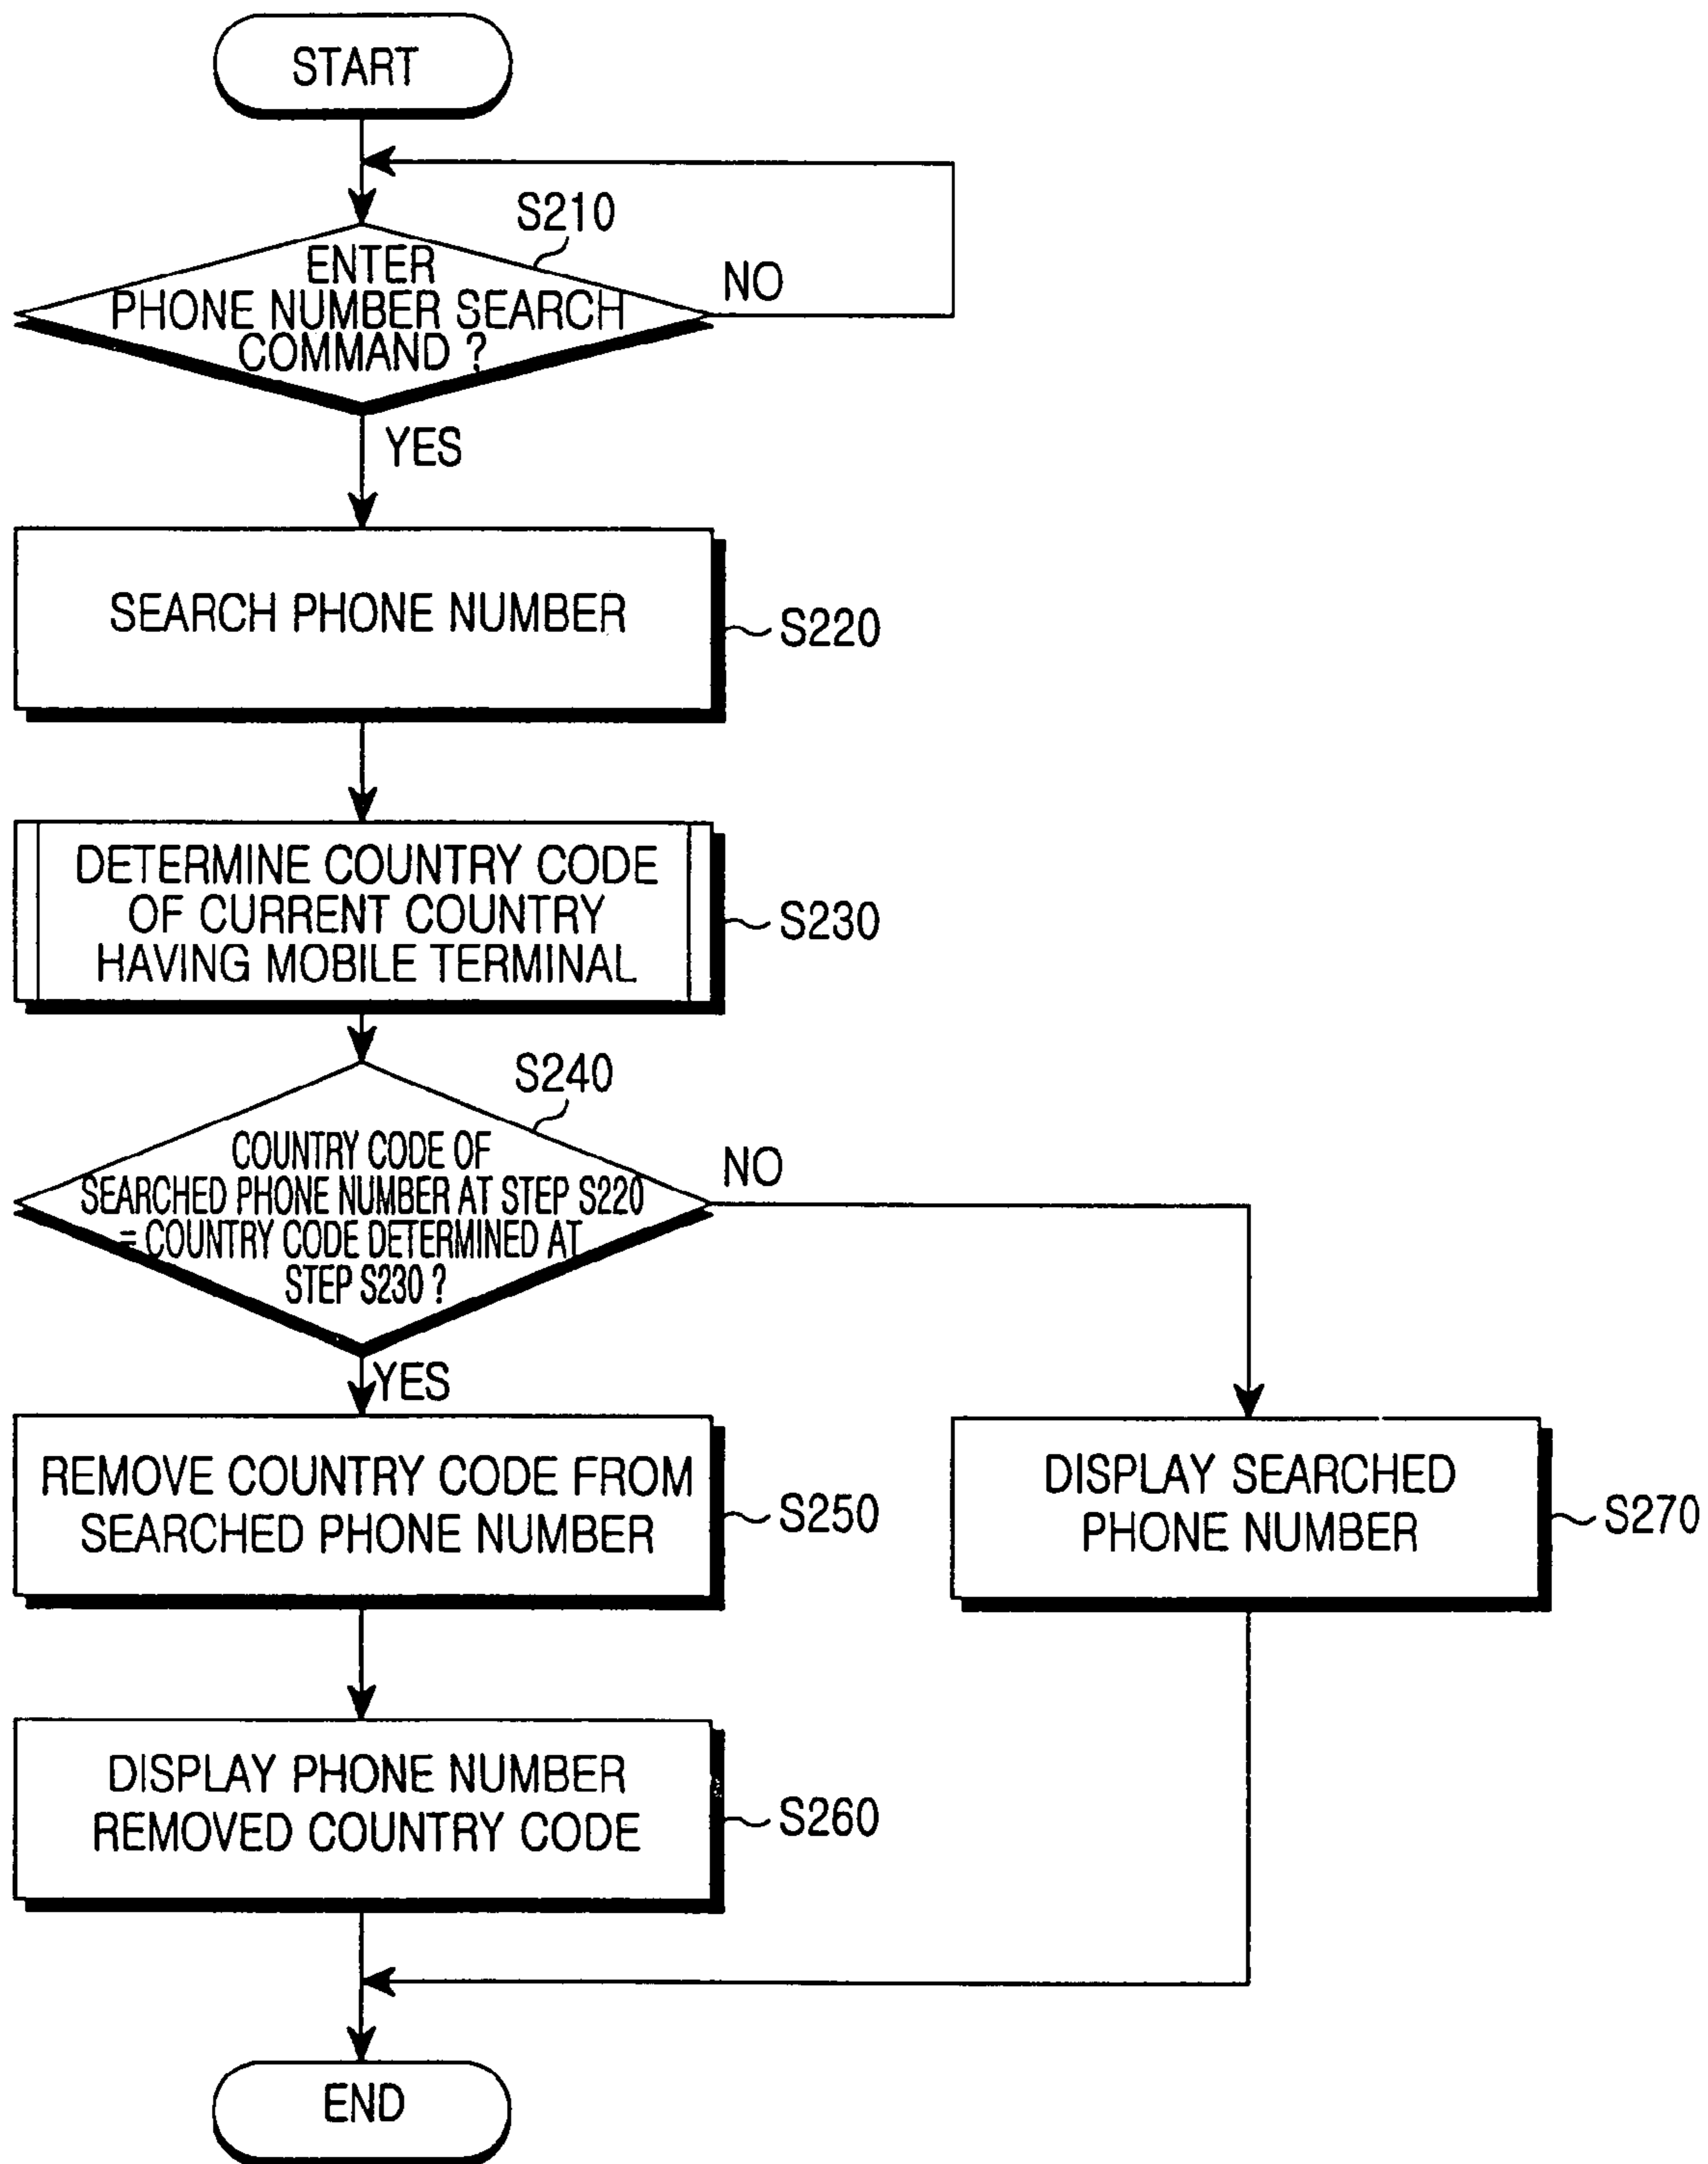 START
S210
ENTER
PHONE NUMBER SEARCH
COMMAND ?
NO
YES
SEARCH PHONE NUMBER
S220
DETERMINE COUNTRY CODE
OF CURRENT COUNTRY
HAVING MOBILE TERMINAL
S230
S240
COUNTRY CODE OF
SEARCHED PHONE NUMBER AT STEP S220
= COUNTRY CODE DETERMINED AT
STEP S230 ?
NO
YES
REMOVE COUNTRY CODE FROM
SEARCHED PHONE NUMBER
S250
DISPLAY SEARCHED
PHONE NUMBER
S270
DISPLAY PHONE NUMBER
REMOVED COUNTRY CODE
S260
END